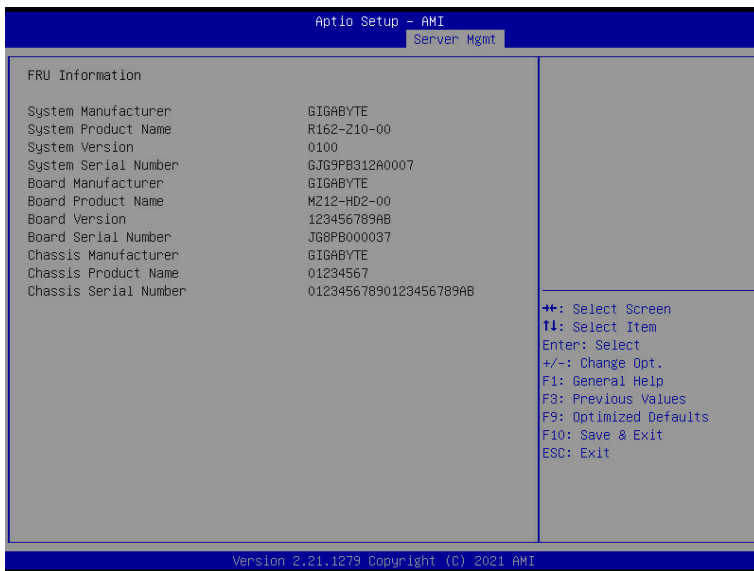 Aptio Setup – AMI
Server Mgmt
FRU Information
System Manufacturer GIGABYTE
System Product Name R162-Z10-00
System Version 0100
System Serial Number GJG9PB312A0007
Board Manufacturer GIGABYTE
Board Product Name MZ12-HD2-00
Board Version 123456789AB
Board Serial Number JG8PB000037
Chassis Manufacturer GIGABYTE
Chassis Product Name 01234567
Chassis Serial Number 01234567890123456789AB
→←: Select Screen
↑↓: Select Item
Enter: Select
+/-: Change Opt.
F1: General Help
F3: Previous Values
F9: Optimized Defaults
F10: Save & Exit
ESC: Exit
Version 2.21.1279 Copyright (C) 2021 AMI